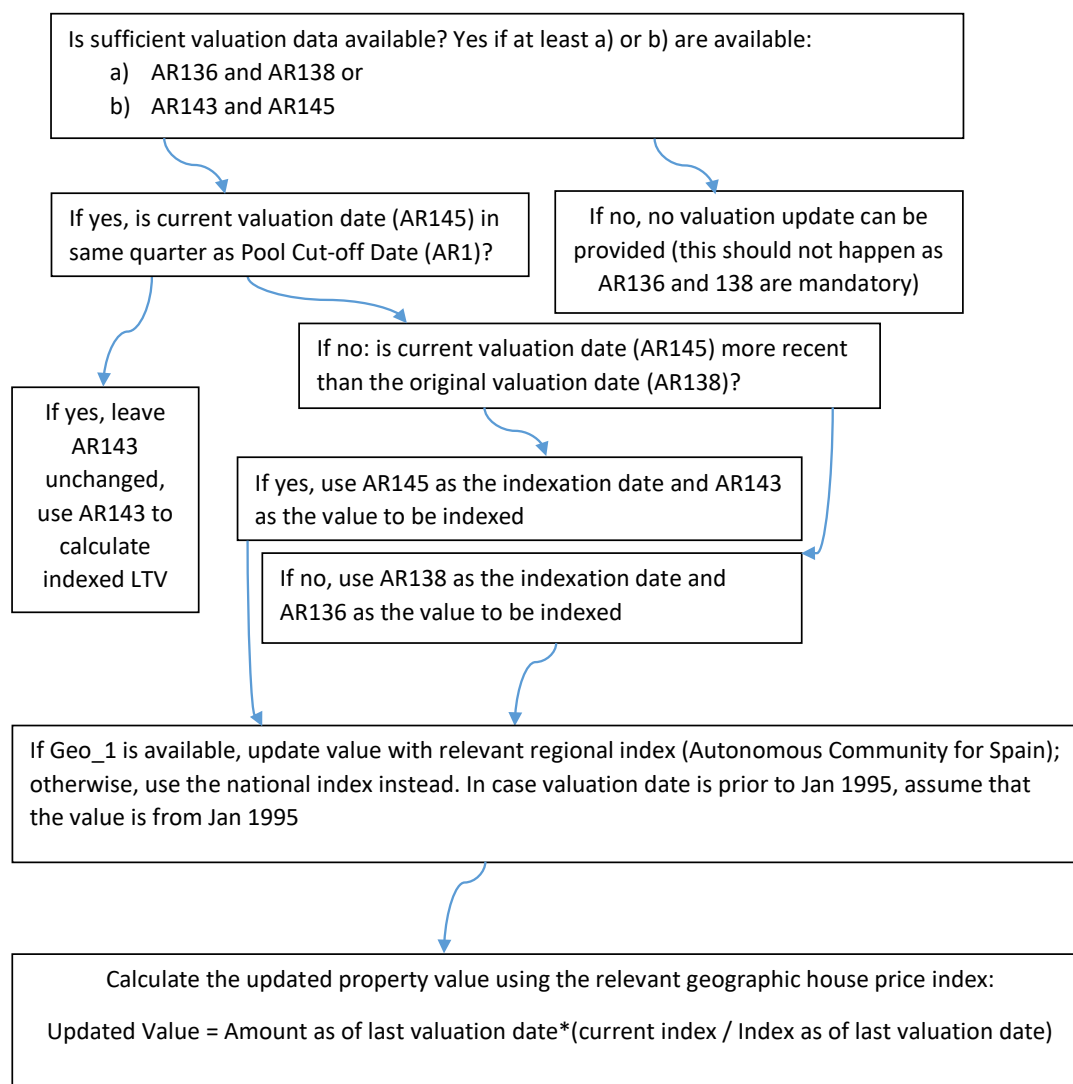 Is sufficient valuation data available? Yes if at least a) or b) are available:
a) AR136 and AR138 or
b) AR143 and AR145
If yes, is current valuation date (AR145) in
same quarter as Pool Cut-off Date (AR1)?
If no, no valuation update can be
provided (this should not happen as
AR136 and 138 are mandatory)
If no: is current valuation date (AR145) more recent
than the original valuation date (AR138)?
If yes, leave
AR143
unchanged,
use AR143 to
calculate
indexed LTV
If yes, use AR145 as the indexation date and AR143
as the value to be indexed
If no, use AR138 as the indexation date and
AR136 as the value to be indexed
If Geo_1 is available, update value with relevant regional index (Autonomous Community for Spain);
otherwise, use the national index instead. In case valuation date is prior to Jan 1995, assume that
the value is from Jan 1995
Calculate the updated property value using the relevant geographic house price index:
Updated Value = Amount as of last valuation date*(current index / Index as of last valuation date)